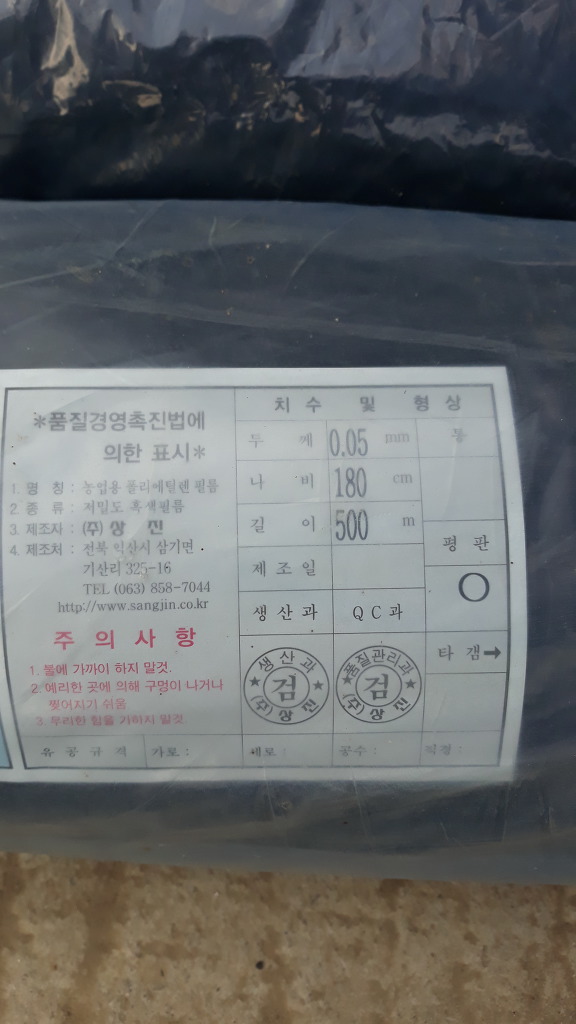 *품질경영촉진법에
의한 표시*
1. 명 칭 : 농업용 폴리에틸렌 필름
2. 종 류 : 저밀도 흑색필름
3. 제조자 : (주) 상 진
4. 제조처 : 전북 익산시 삼기면
기산리 325-16
TEL (063) 858-7044
http://www.sangjin.co.kr
주 의 사 항
1. 불에 가까이 하지 말것.
2. 예리한 곳에 의해 구멍이 나거나
찢어지기 쉬움
3. 무리한 힘을 가하지 말것
치 수 및 형 상
두 께 0.05 mm 통
나 비 180 cm
길 이 500 m 평 판
제 조 일 O
생 산 과 Q C 과
타 갬 →
생산과 검 (주)상진
품질관리과 검 (주)상진
유 공 규 격 가로 : 세로 : 공수 : 직경 :